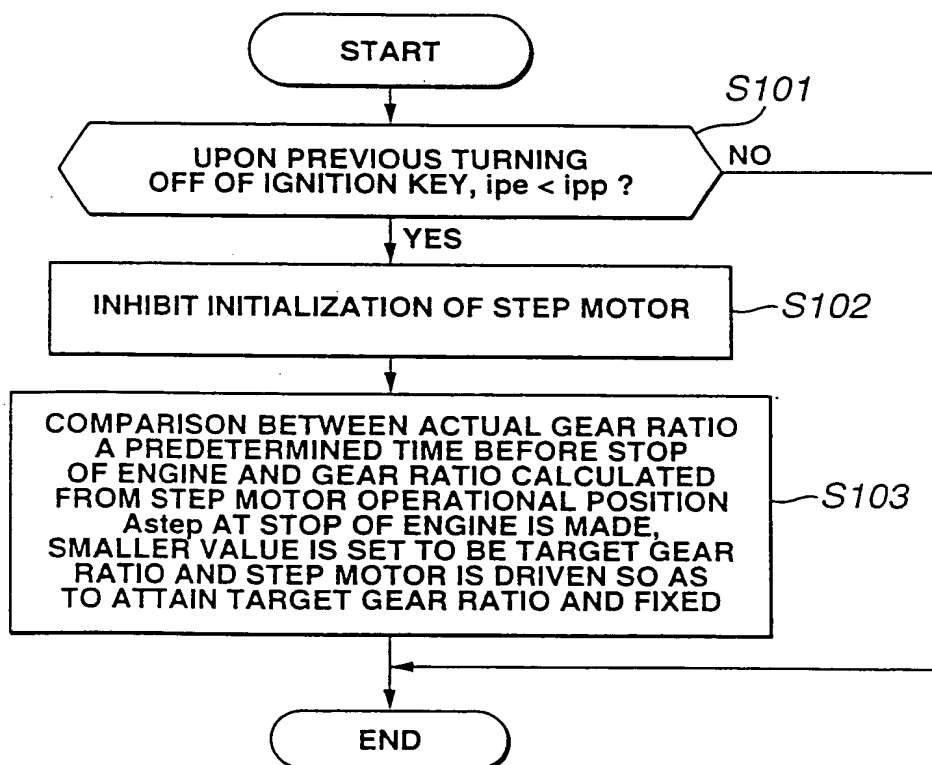 START
S101
UPON PREVIOUS TURNING
OFF OF IGNITION KEY, ipe < ipp ?
NO
YES
INHIBIT INITIALIZATION OF STEP MOTOR
S102
COMPARISON BETWEEN ACTUAL GEAR RATIO
A PREDETERMINED TIME BEFORE STOP
OF ENGINE AND GEAR RATIO CALCULATED
FROM STEP MOTOR OPERATIONAL POSITION
Astep AT STOP OF ENGINE IS MADE,
SMALLER VALUE IS SET TO BE TARGET GEAR
RATIO AND STEP MOTOR IS DRIVEN SO AS
TO ATTAIN TARGET GEAR RATIO AND FIXED
S103
END